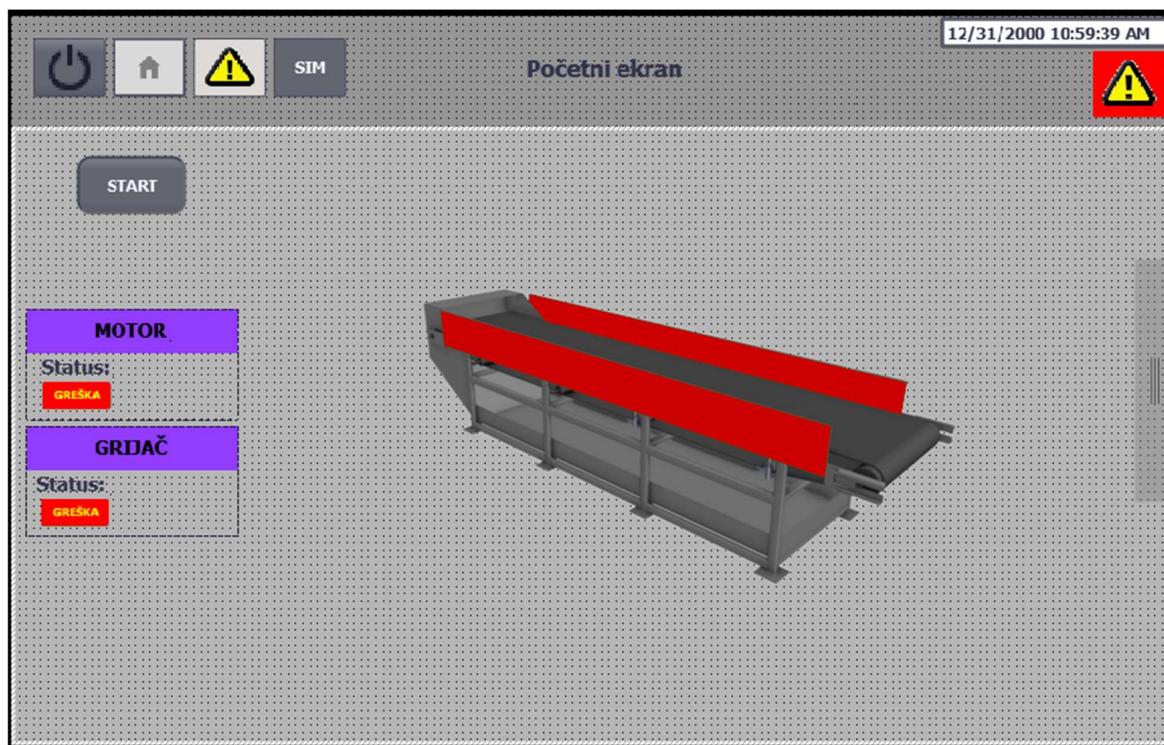 12/31/2000 10:59:39 AM
SIM
Početni ekran
START
MOTOR
Status:
GREŠKA
GRIJAČ
Status:
GREŠKA